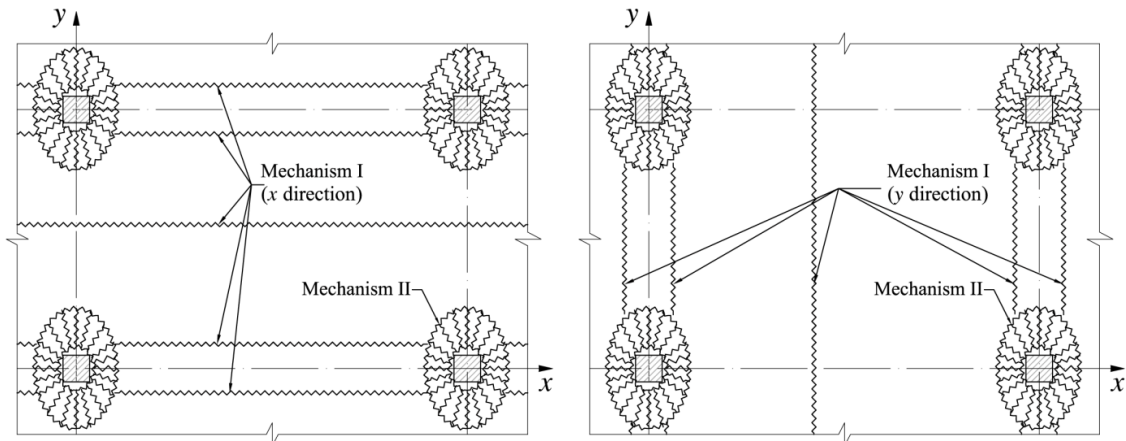 y
Mechanism I
(x direction)
Mechanism II
x
y
Mechanism I
(y direction)
Mechanism II
x